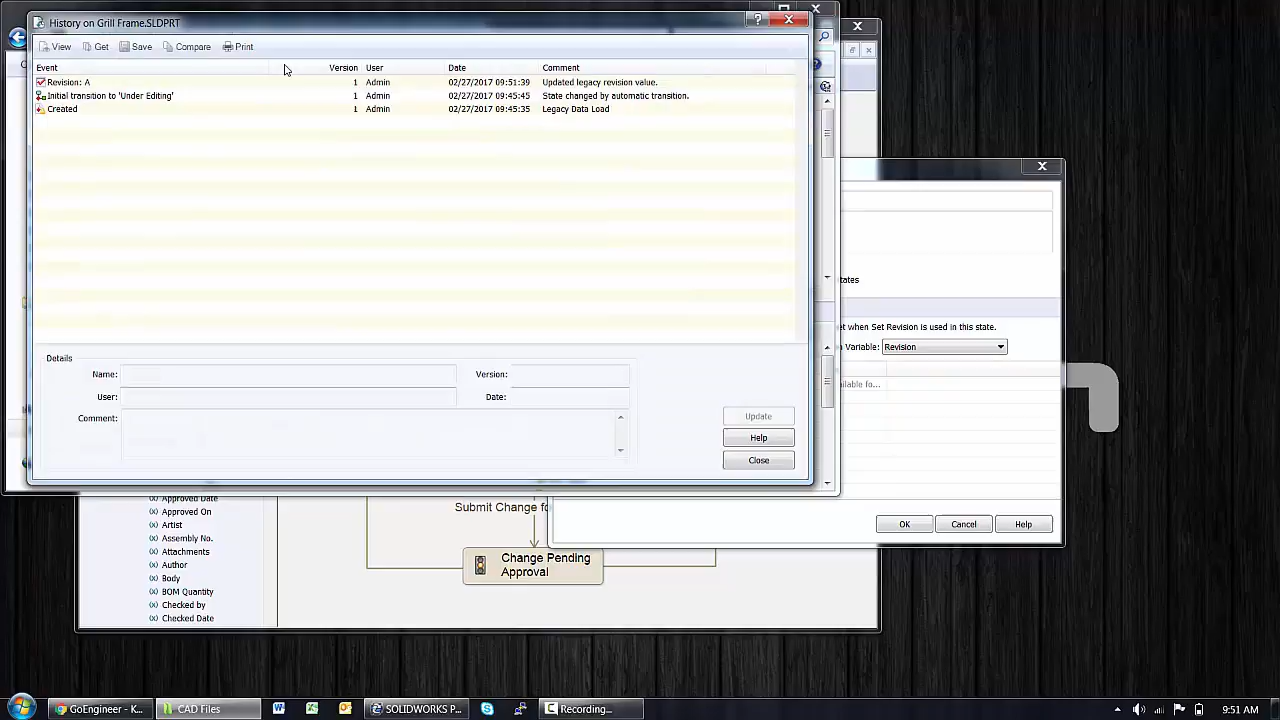 History on Grill Frame.SLDPRT
View Get Save Compare Print
Event Version User Date Comment
Revision: A 1 Admin 02/27/2017 09:51:39 Updated legacy revision value.
Initial transition to 'Under Editing' 1 Admin 02/27/2017 09:45:45 State changed by automatic transition.
Created 1 Admin 02/27/2017 09:45:35 Legacy Data Load
tates
et when Set Revision is used in this state.
Variable: Revision
ilable fo...
Details
Name: Version:
User: Date:
Comment:
Update
Help
Close
OK Cancel Help
Approved Date
Approved On
Artist
Assembly No.
Attachments
Author
Body
BOM Quantity
Checked by
Checked Date
Submit Change fo
Change Pending
Approval
GoEngineer - K... CAD Files SOLIDWORKS P... Recording... 9:51 AM